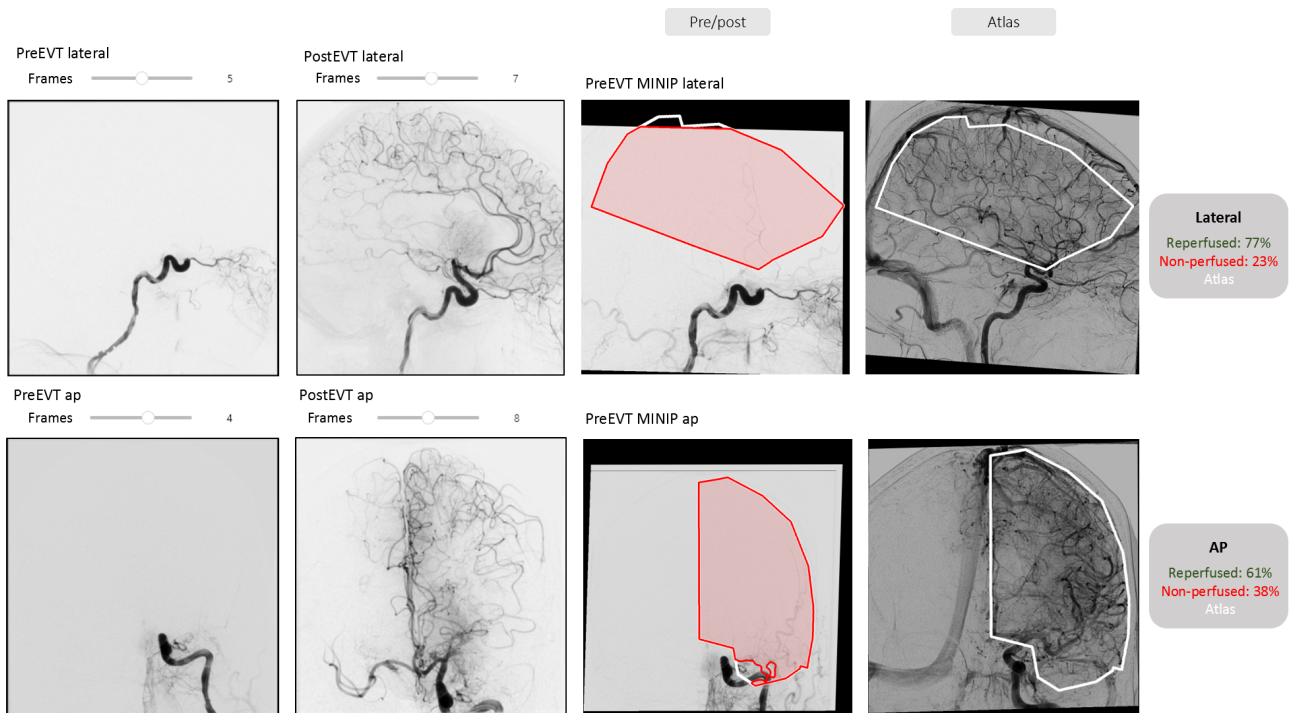 Pre/post
Atlas
PreEVT lateral
Frames 5
PostEVT lateral
Frames 7
PreEVT MINIP lateral
Lateral
Reperfused: 77%
Non-perfused: 23%
Atlas
PreEVT ap
Frames 4
PostEVT ap
Frames 8
PreEVT MINIP ap
AP
Reperfused: 61%
Non-perfused: 38%
Atlas